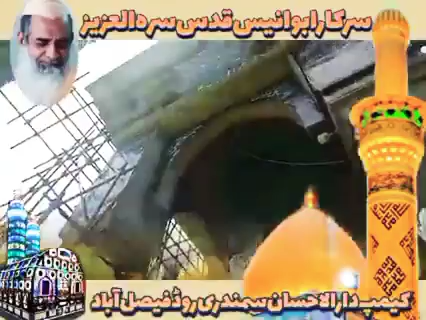 سرکار ابوانیس قدس سرہ العزیز
کیمپ دارالاحسان سمندری روڈ فیصل آباد